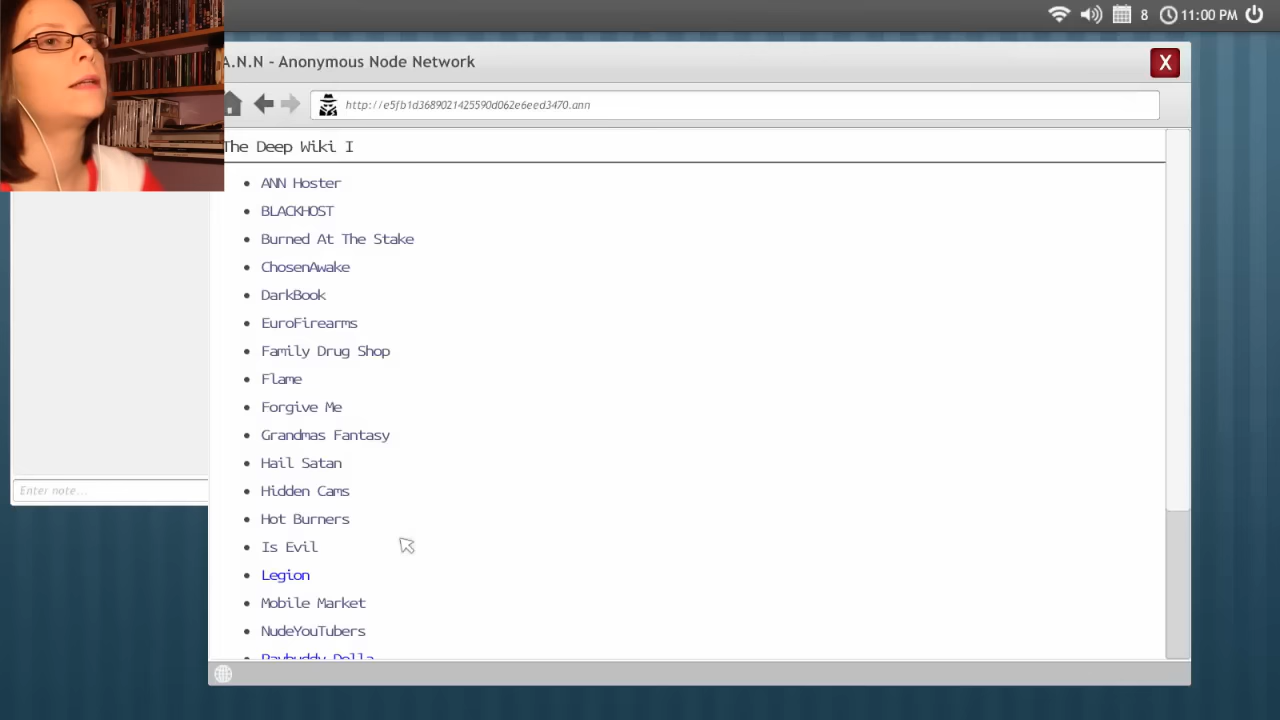 8 11:00 PM
A.N.N - Anonymous Node Network
X
http://e5fb1d3689021425590d062e6eed3470.ann
The Deep Wiki I
ANN Hoster
BLACKHOST
Burned At The Stake
ChosenAwake
DarkBook
EuroFirearms
Family Drug Shop
Flame
Forgive Me
Grandmas Fantasy
Hail Satan
Hidden Cams
Enter note...
Hot Burners
Is Evil
Legion
Mobile Market
NudeYouTubers